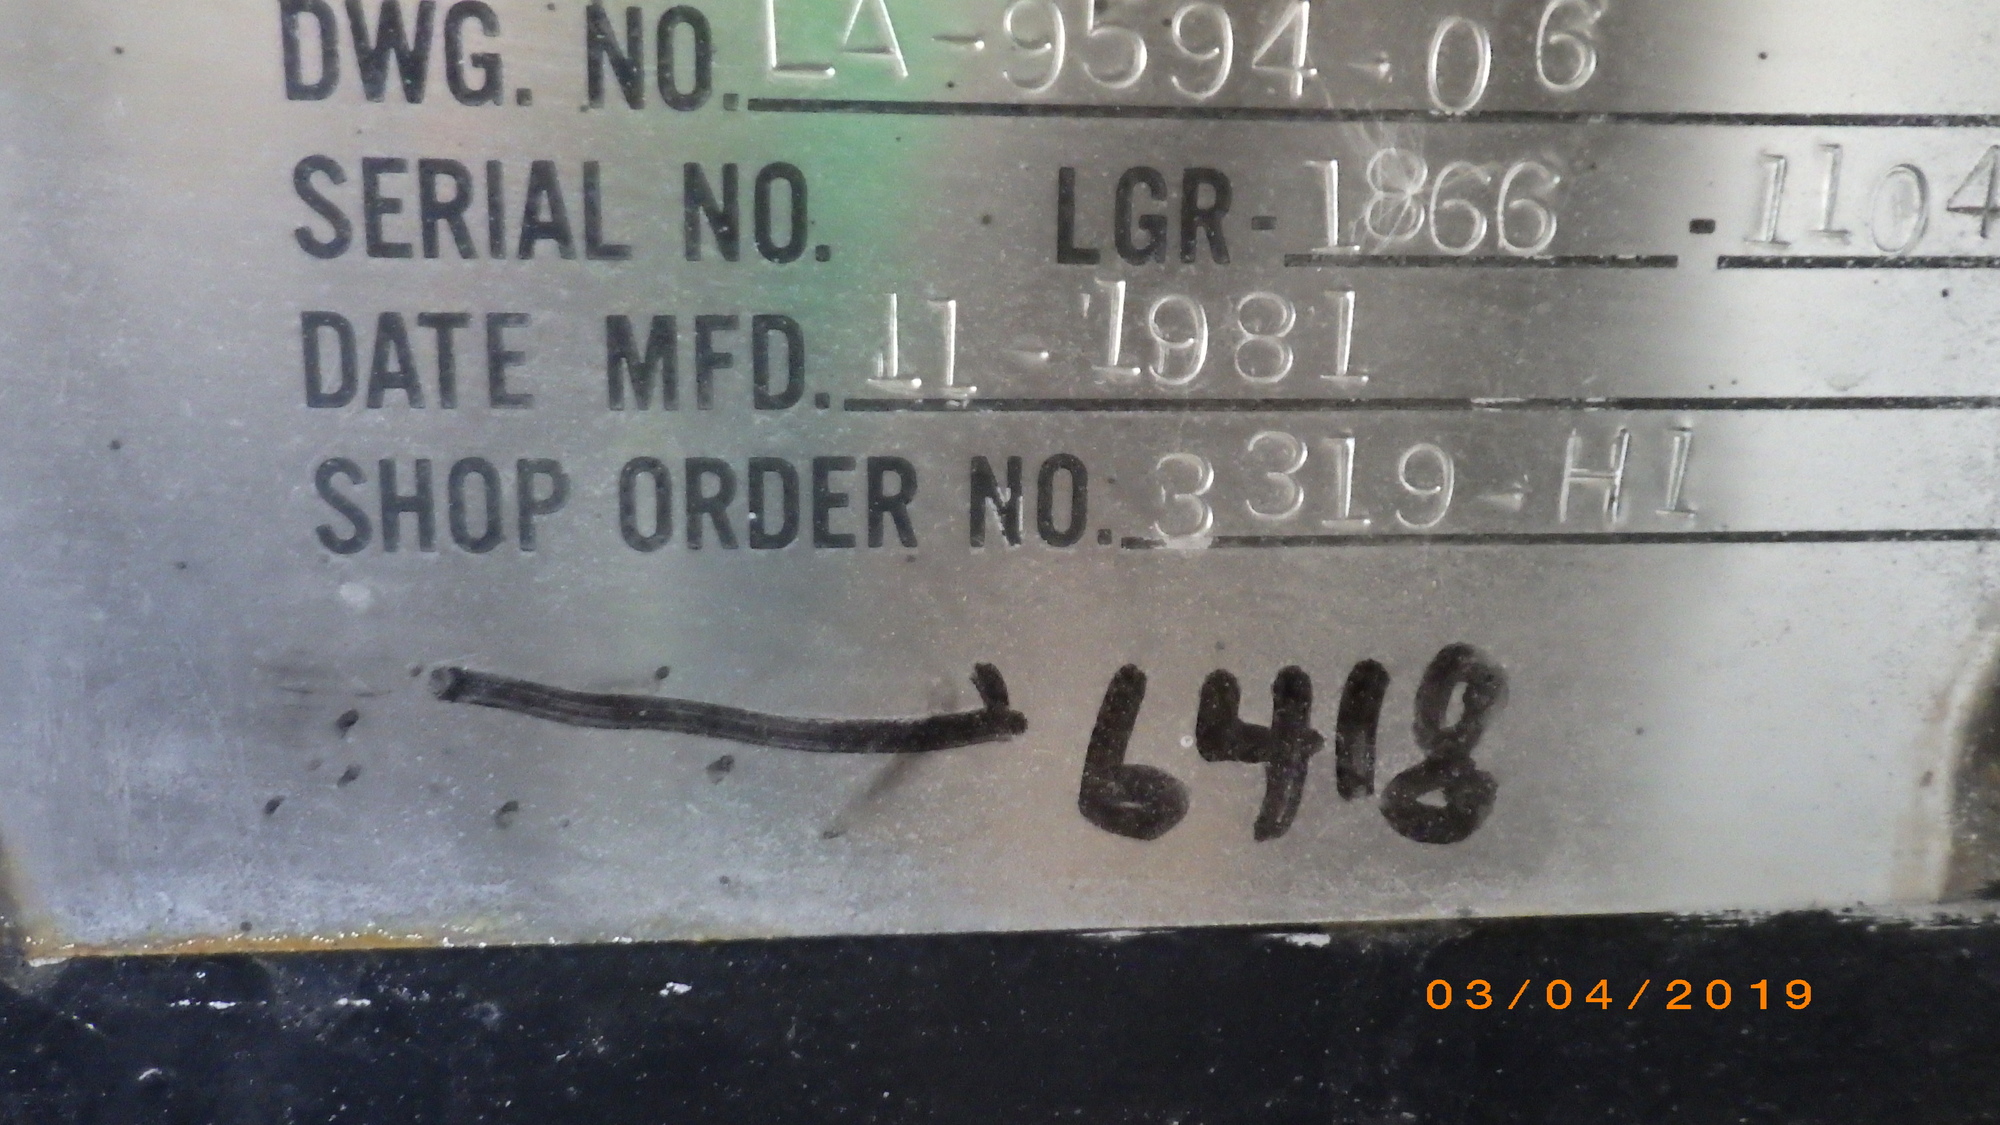 DWG. NO. LA-9594-06
SERIAL NO. LGR-1866-1104
DATE MFD. 11-1981
SHOP ORDER NO. 3319-H1
6418
03/04/2019